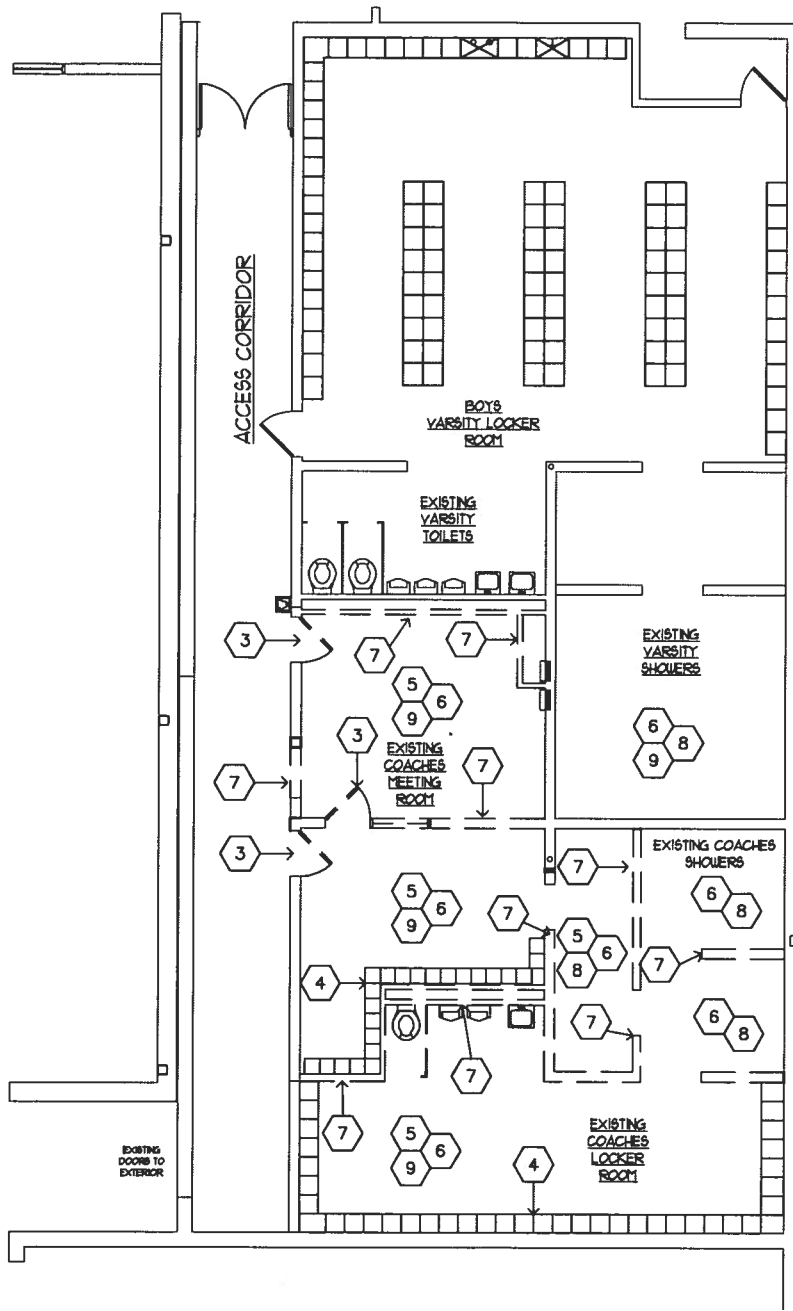 ACCESS CORRIDOR
BOYS
VARSITY LOCKER
ROOM
EXISTING
VARSITY
TOILETS
3
7
7
EXISTING
VARSITY
SHOWERS
5
6
9
6
8
9
3
EXISTING
COACHES
MEETING
ROOM
7
7
3
EXISTING COACHES
SHOWERS
7
5
6
9
6
8
7
5
6
8
7
4
6
8
7
7
7
5
6
9
EXISTING
COACHES
LOCKER
ROOM
4
EXISTING
DOORS TO
EXTERIOR